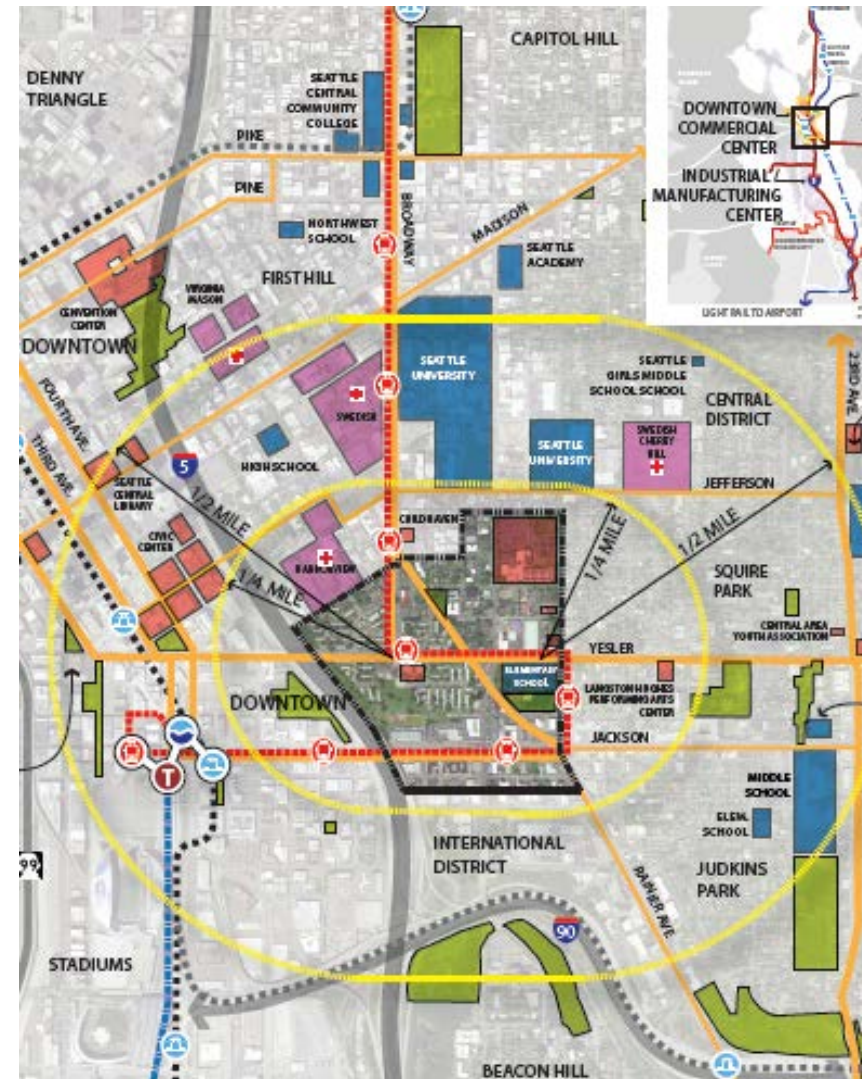 CAPITOL HILL
DENNY
TRIANGLE
SEATTLE
CENTRAL
COMMUNITY
COLLEGE
DOWNTOWN
COMMERCIAL
CENTER
INDUSTRIAL /
MANUFACTURING
CENTER
LIGHT RAIL TO AIRPORT
PIKE
PINE
BROADWAY
MADISON
NORTHWEST
SCHOOL
SEATTLE
ACADEMY
FIRST HILL
VIRGINIA
MASON
CONVENTION
CENTER
DOWNTOWN
FOURTH AVE.
THIRD AVE.
SEATTLE
UNIVERSITY
SEATTLE
GIRLS MIDDLE
SCHOOL SCHOOL
23RD AVE.
CENTRAL
DISTRICT
SWEDISH
SEATTLE
UNIVERSITY
SWEDISH
CHERRY
HILL
HIGH SCHOOL
5
SEATTLE
CENTRAL
LIBRARY
JEFFERSON
1/2 MILE
1/4 MILE
1/4 MILE
1/2 MILE
CIVIC
CENTER
CHILDHAVEN
HARBORVIEW
SQUIRE
PARK
CENTRAL AREA
YOUTH ASSOCIATION
YESLER
ELEMENTARY
SCHOOL
LANGSTON HUGHES
PERFORMING ARTS
CENTER
DOWNTOWN
JACKSON
T
MIDDLE
SCHOOL
ELEM.
SCHOOL
INTERNATIONAL
DISTRICT
JUDKINS
PARK
RAINIER AVE.
99
90
STADIUMS
BEACON HILL